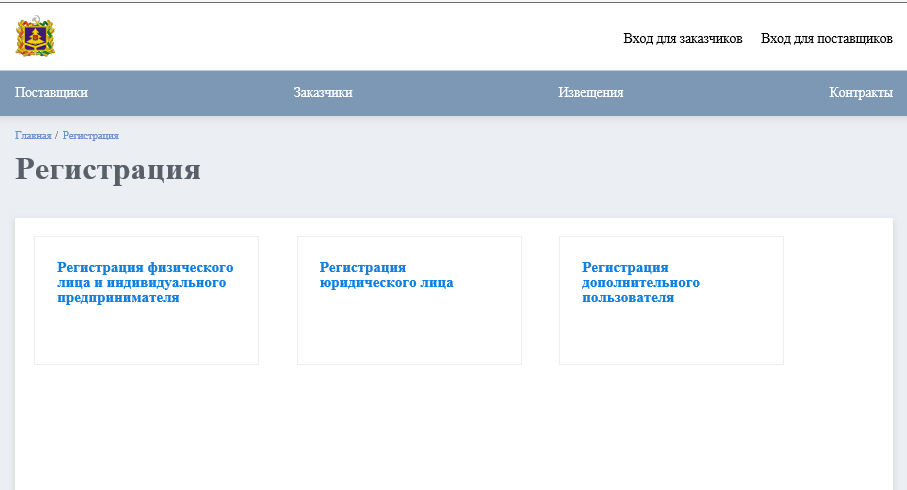 Вход для заказчиков Вход для поставщиков
Поставщики Заказчики Извещения Контракты
Главная / Регистрация
Регистрация
Регистрация физического
лица и индивидуального
предпринимателя
Регистрация
юридического лица
Регистрация
дополнительного
пользователя